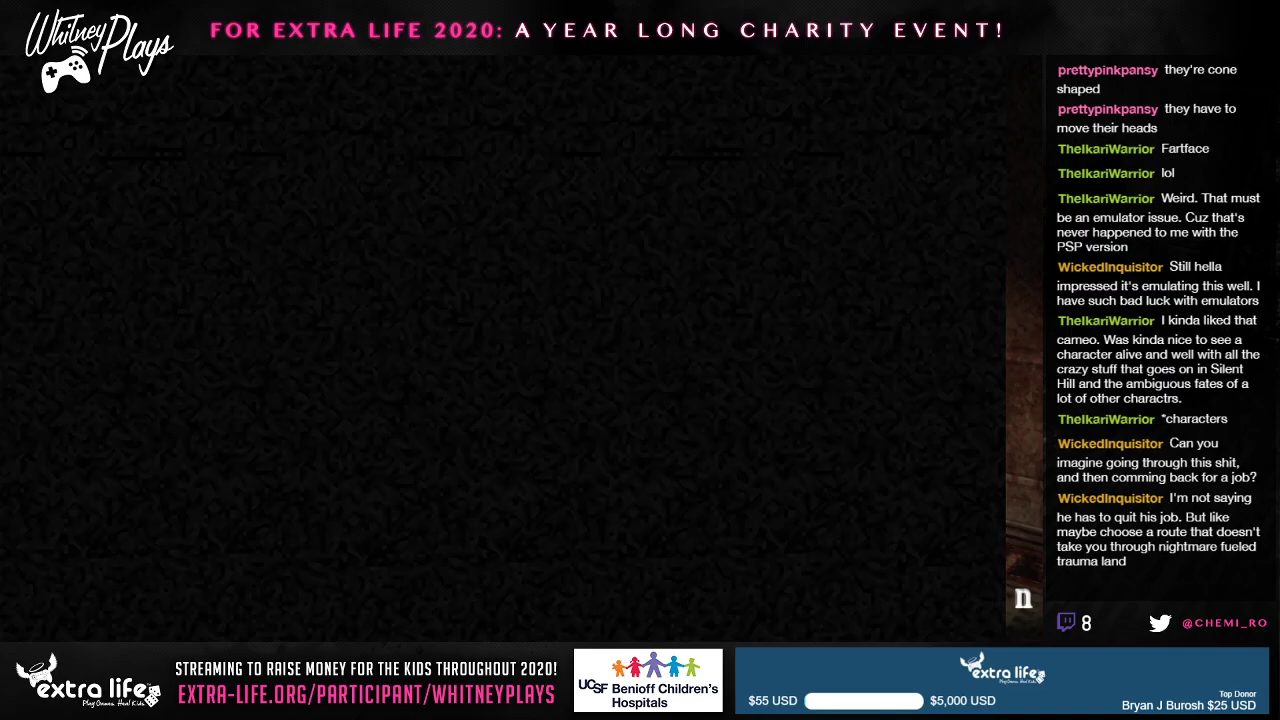 Whitney Plays
FOR EXTRA LIFE 2020: A YEAR LONG CHARITY EVENT!
prettypinkpansy they're cone
shaped
prettypinkpansy they have to
move their heads
TheIkariWarrior Fartface
TheIkariWarrior lol
TheIkariWarrior Weird. That must
be an emulator issue. Cuz that's
never happened to me with the
PSP version
WickedInquisitor Still hella
impressed it's emulating this well. I
have such bad luck with emulators
TheIkariWarrior I kinda liked that
cameo. Was kinda nice to see a
character alive and well with all the
crazy stuff that goes on in Silent
Hill and the ambiguous fates of a
lot of other charactrs.
TheIkariWarrior *characters
WickedInquisitor Can you
imagine going through this shit,
and then comming back for a job?
WickedInquisitor I'm not saying
he has to quit his job. But like
maybe choose a route that doesn't
take you through nightmare fueled
trauma land
n
8 @CHEMI_RO
extra life
Play Games. Heal Kids.
STREAMING TO RAISE MONEY FOR THE KIDS THROUGHOUT 2020!
EXTRA-LIFE.ORG/PARTICIPANT/WHITNEYPLAYS
UCSF Benioff Children's
Hospitals
extra life
Play Games. Heal Kids.
$55 USD $5,000 USD
Top Donor
Bryan J Burosh $25 USD